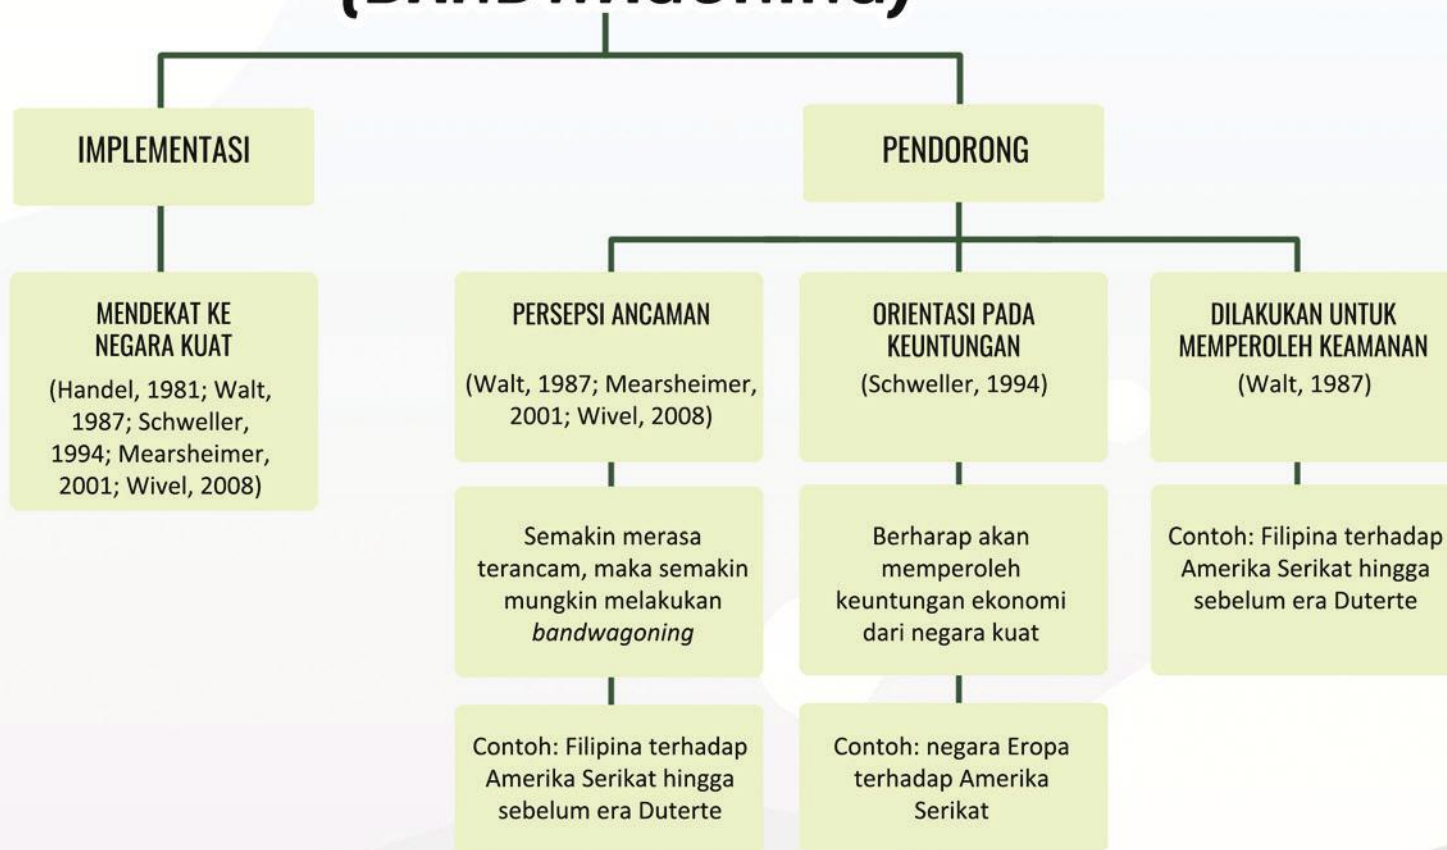 (BANDWAGONING)
IMPLEMENTASI
PENDORONG
MENDEKAT KE
NEGARA KUAT
(Handel, 1981; Walt,
1987; Schweller,
1994; Mearsheimer,
2001; Wivel, 2008)
PERSEPSI ANCAMAN
(Walt, 1987; Mearsheimer,
2001; Wivel, 2008)
ORIENTASI PADA
KEUNTUNGAN
(Schweller, 1994)
DILAKUKAN UNTUK
MEMPEROLEH KEAMANAN
(Walt, 1987)
Semakin merasa
terancam, maka semakin
mungkin melakukan
bandwagoning
Berharap akan
memperoleh
keuntungan ekonomi
dari negara kuat
Contoh: Filipina terhadap
Amerika Serikat hingga
sebelum era Duterte
Contoh: Filipina terhadap
Amerika Serikat hingga
sebelum era Duterte
Contoh: negara Eropa
terhadap Amerika
Serikat